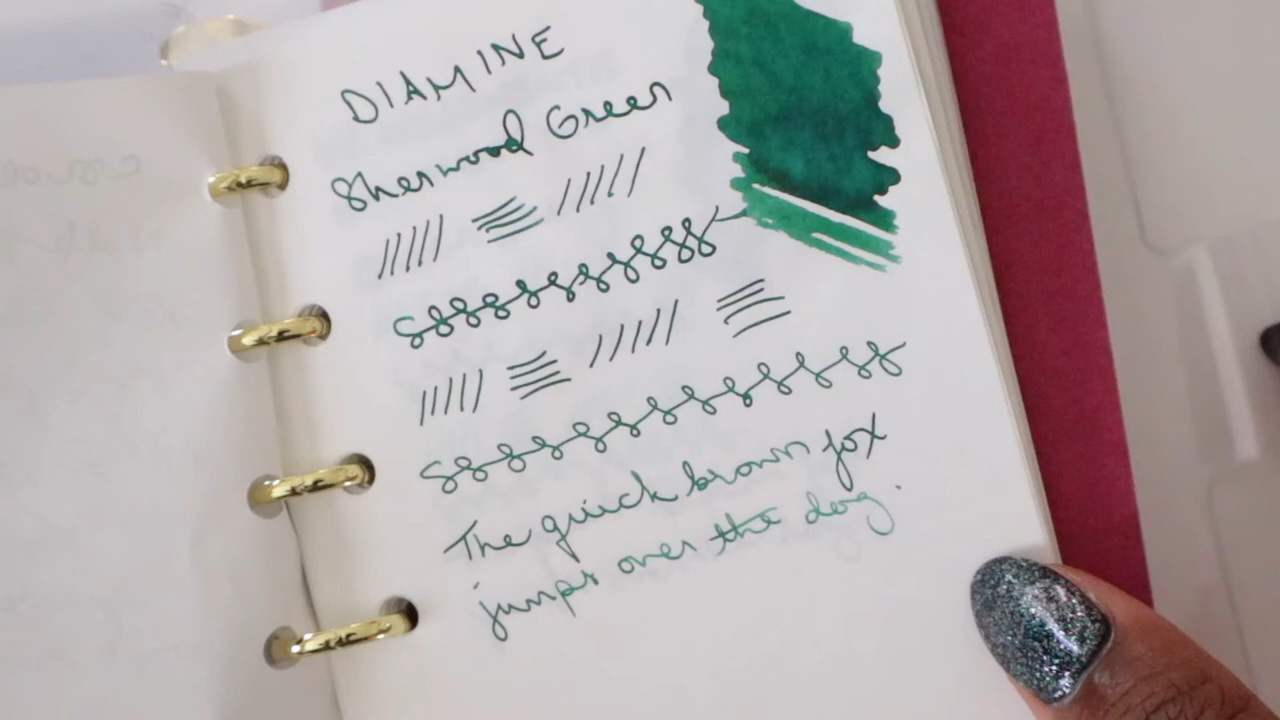 DIAMINE
Sherwood Green
The quick brown fox
jumps over the dog.